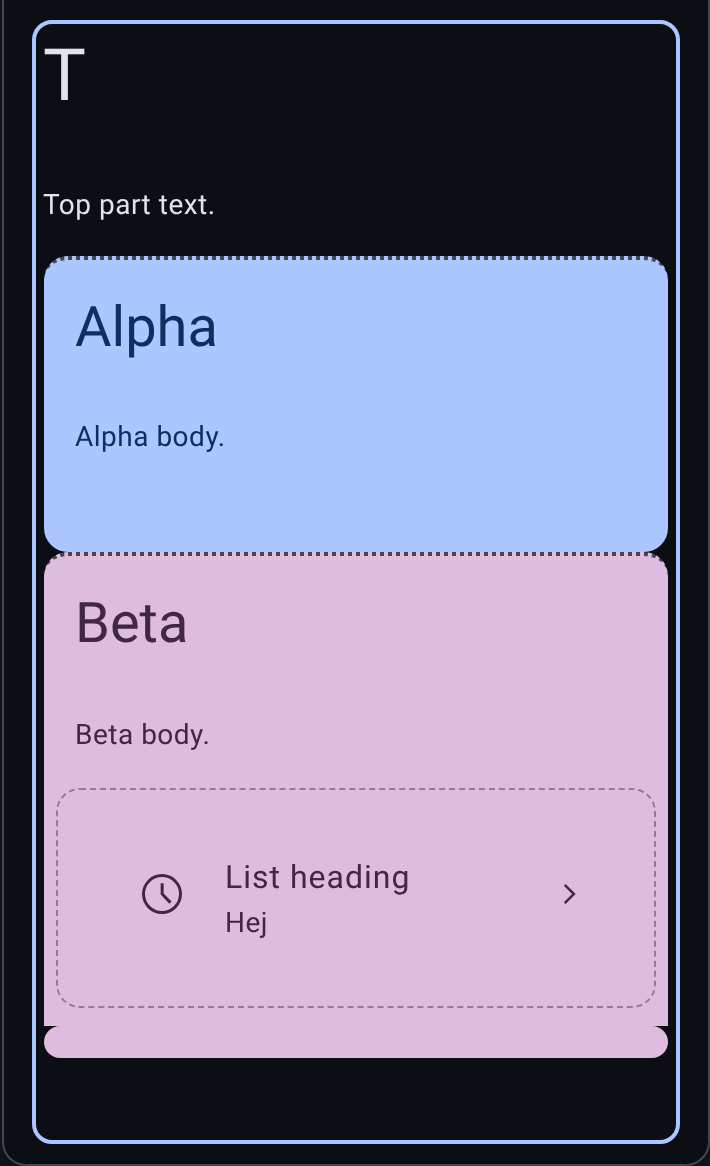 T
Top part text.
Alpha
Alpha body.
Beta
Beta body.
List heading
Hej